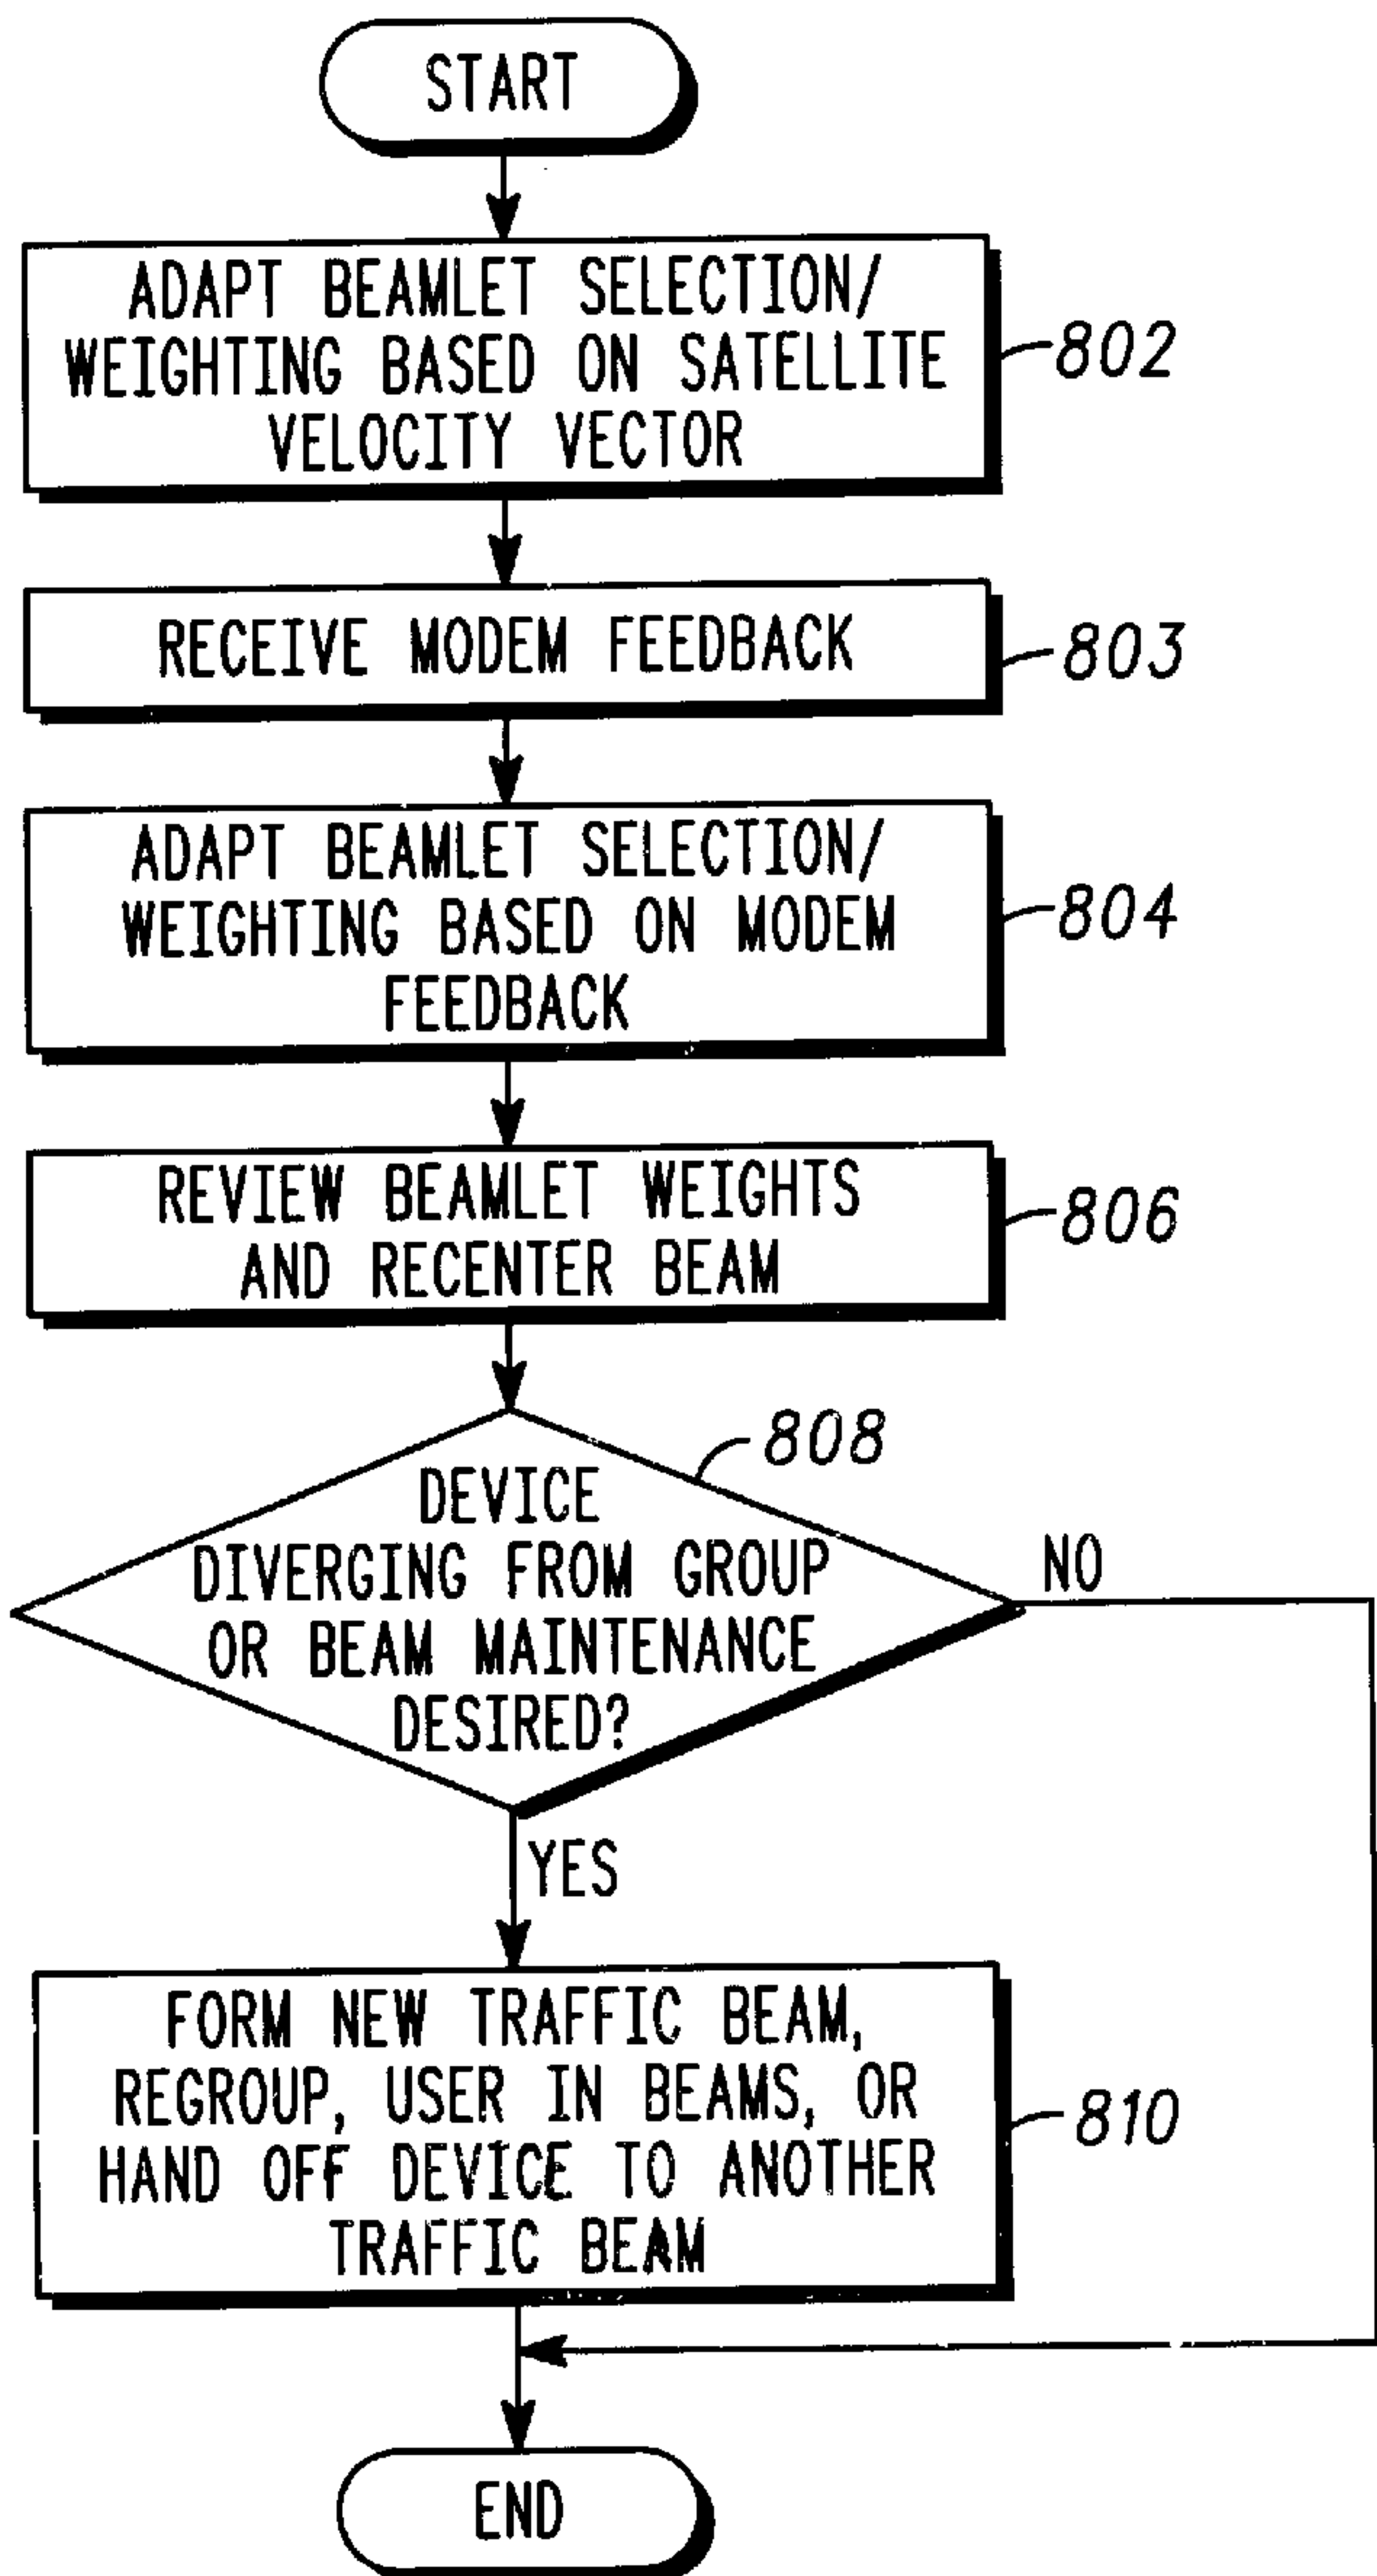 START
ADAPT BEAMLET SELECTION/
WEIGHTING BASED ON SATELLITE
VELOCITY VECTOR
802
RECEIVE MODEM FEEDBACK
803
ADAPT BEAMLET SELECTION/
WEIGHTING BASED ON MODEM
FEEDBACK
804
REVIEW BEAMLET WEIGHTS
AND RECENTER BEAM
806
808
DEVICE
DIVERGING FROM GROUP
OR BEAM MAINTENANCE
DESIRED?
NO
YES
FORM NEW TRAFFIC BEAM,
REGROUP, USER IN BEAMS, OR
HAND OFF DEVICE TO ANOTHER
TRAFFIC BEAM
810
END